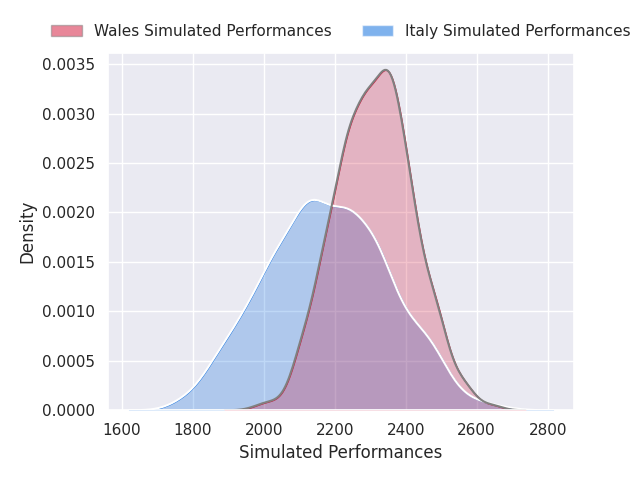 Wales Simulated Performances Italy Simulated Performances
0.0035
0.0030
0.0025
0.0020
0.0015
0.0010
0.0005
0.0000
Density
1600 1800 2000 2200 2400 2600 2800
Simulated Performances